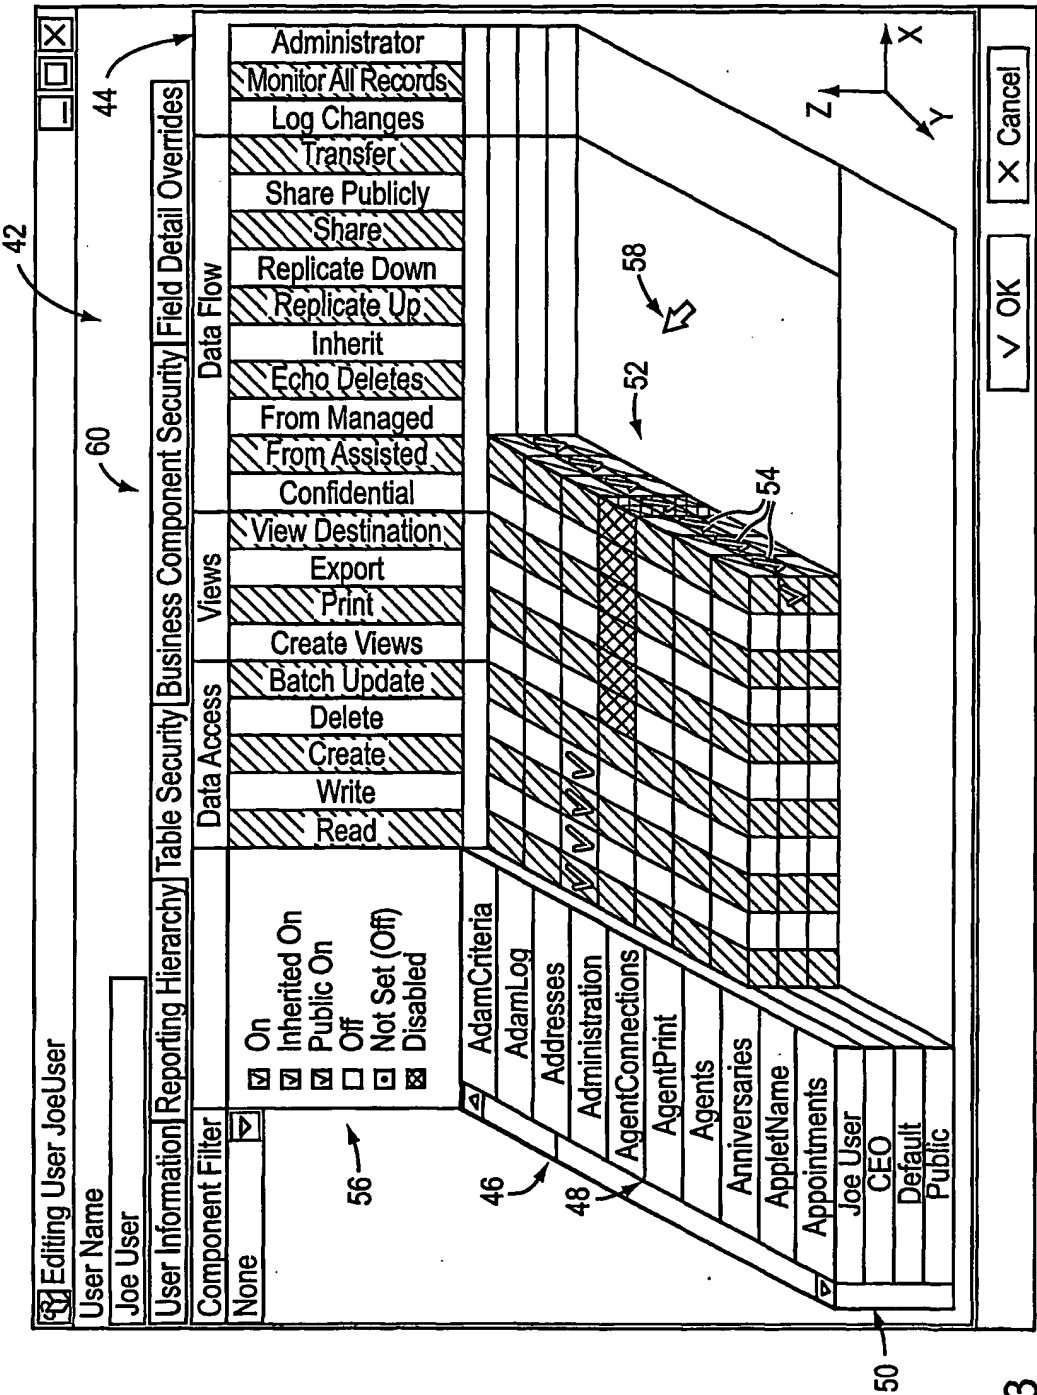 42
Editing User JoeUser
User Name
Joe User
60
44
User Information
Reporting Hierarchy
Table Security
Business Component Security
Field Detail Overrides
Component Filter
None
Data Access
Views
Data Flow
Read
Write
Create
Delete
Batch Update
Create Views
Print
Export
View Destination
Confidential
From Assisted
From Managed
Echo Deletes
Inherit
Replicate Up
Replicate Down
Share
Share Publicly
Transfer
Log Changes
Monitor All Records
Administrator
On
Inherited On
Public On
Off
Not Set (Off)
Disabled
56
46
48
50
52
58
54
AdamCriteria
AdamLog
Addresses
Administration
AgentConnections
AgentPrint
Agents
Anniversaries
AppletName
Appointments
Joe User
CEO
Default
Public
Z
X
Y
OK
Cancel